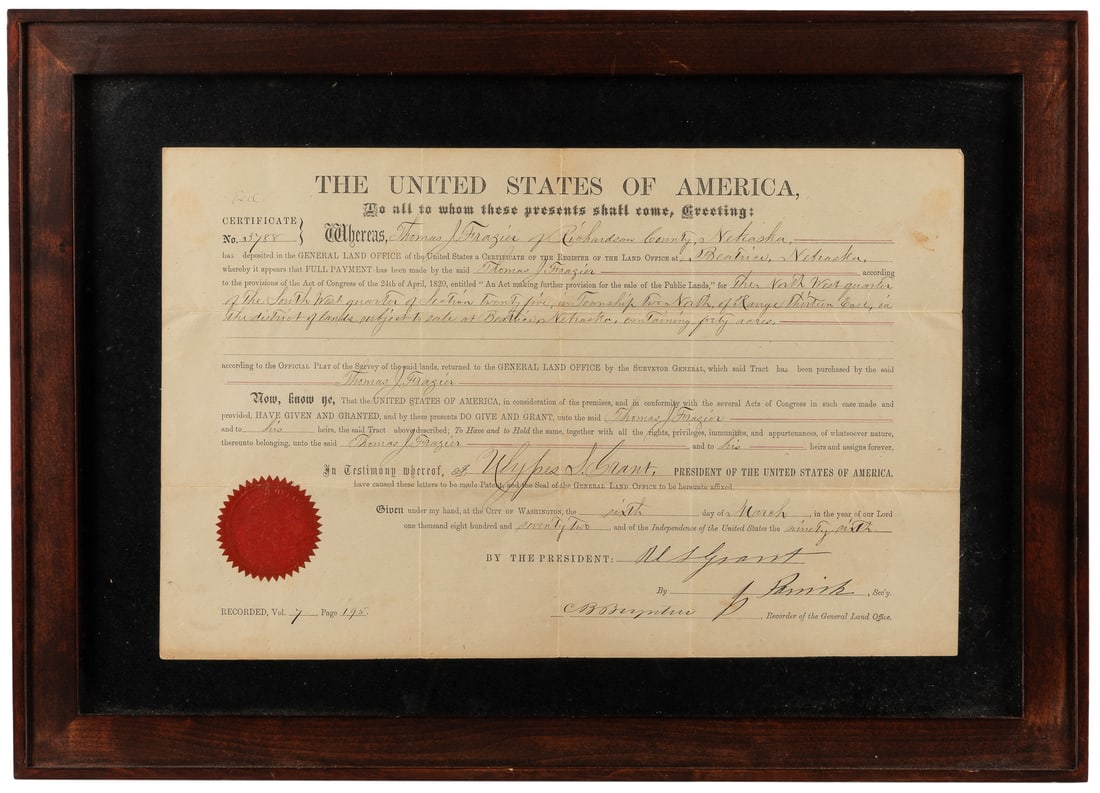 THE UNITED STATES OF AMERICA,
To all to whom these presents shall come, Greeting:
CERTIFICATE
No. 3788
Whereas, Thomas J. Frazier of Richardson County, Nebraska,
has deposited in the GENERAL LAND OFFICE of the United States a CERTIFICATE OF THE REGISTER OF THE LAND OFFICE at Beatrice, Nebraska,
whereby it appears that FULL PAYMENT has been made by the said Thomas J. Frazier according
to the provisions of the Act of Congress of the 24th of April, 1820, entitled "An Act making further provision for the sale of the Public Lands," for the North West quarter
of the South West quarter of Section twenty five, in Township two North, of Range Thirteen East, in
the district of lands subject to sale at Beatrice, Nebraska, containing forty acres,
according to the OFFICIAL PLAT of the Survey of the said lands, returned to the GENERAL LAND OFFICE by the SURVEYOR GENERAL, which said Tract has been purchased by the said
Thomas J. Frazier
Now, know ye, That the UNITED STATES OF AMERICA, in consideration of the premises, and in conformity with the several Acts of Congress in such case made and
provided, HAVE GIVEN AND GRANTED, and by these presents DO GIVE AND GRANT, unto the said Thomas J. Frazier
and to his heirs, the said Tract above described; To Have and to Hold the same, together with all the rights, privileges, immunities, and appurtenances, of whatsoever nature,
thereunto belonging, unto the said Thomas J. Frazier and to his heirs and assigns forever.
In Testimony whereof, I, Ulysses S. Grant, PRESIDENT OF THE UNITED STATES OF AMERICA,
have caused these letters to be made Patent, and the Seal of the GENERAL LAND OFFICE to be hereunto affixed.
Given under my hand, at the CITY OF WASHINGTON, the sixth day of March, in the year of our Lord
one thousand eight hundred and seventy two, and of the Independence of the United States the ninety sixth.
BY THE PRESIDENT: U S Grant
By Parrish, Sec'y.
RECORDED, Vol. 7 Page 195. , Recorder of the General Land Office.